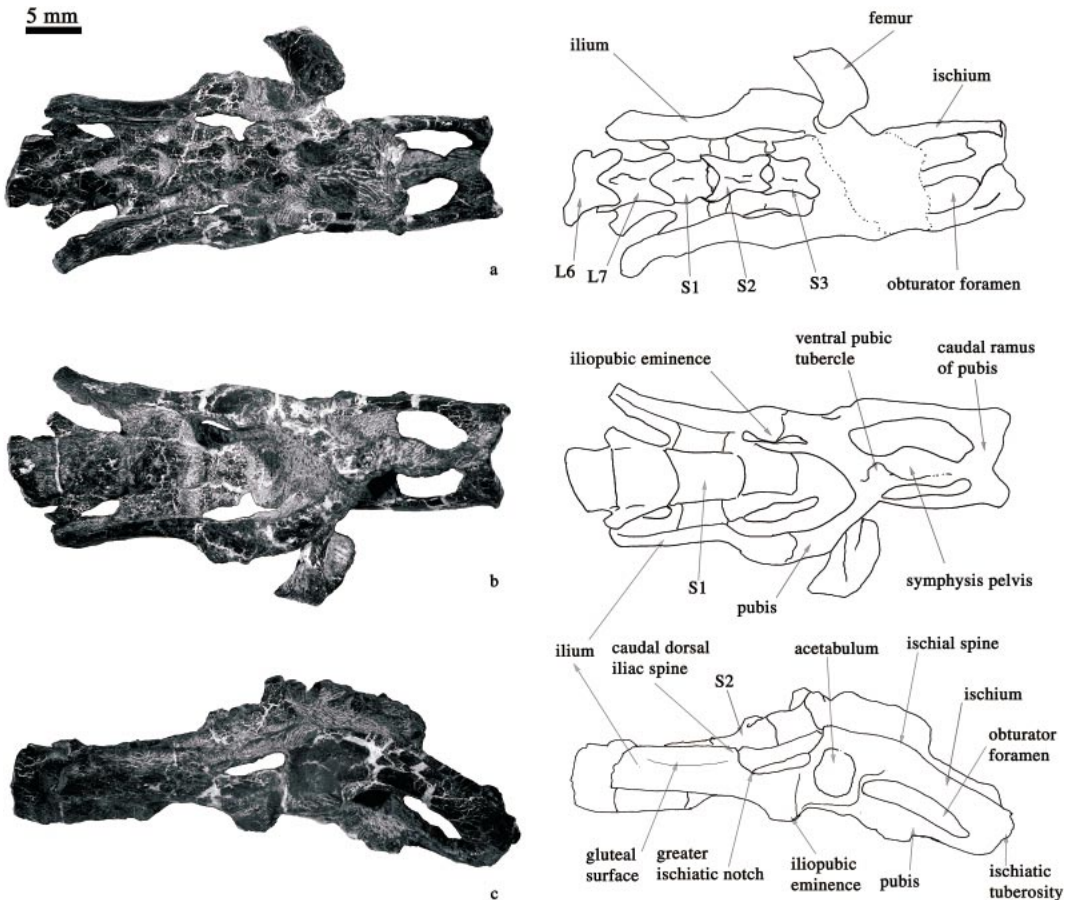 5 mm
femur
ilium
ischium
a
L6
L7
S1
S2
S3
obturator foramen
ventral pubic
tubercle
caudal ramus
of pubis
iliopubic eminence
b
S1
pubis
symphysis pelvis
ilium
caudal dorsal
iliac spine
S2
acetabulum
ischial spine
ischium
obturator
foramen
gluteal
surface
greater
ischiatic notch
iliopubic
eminence
pubis
ischiatic
tuberosity
c